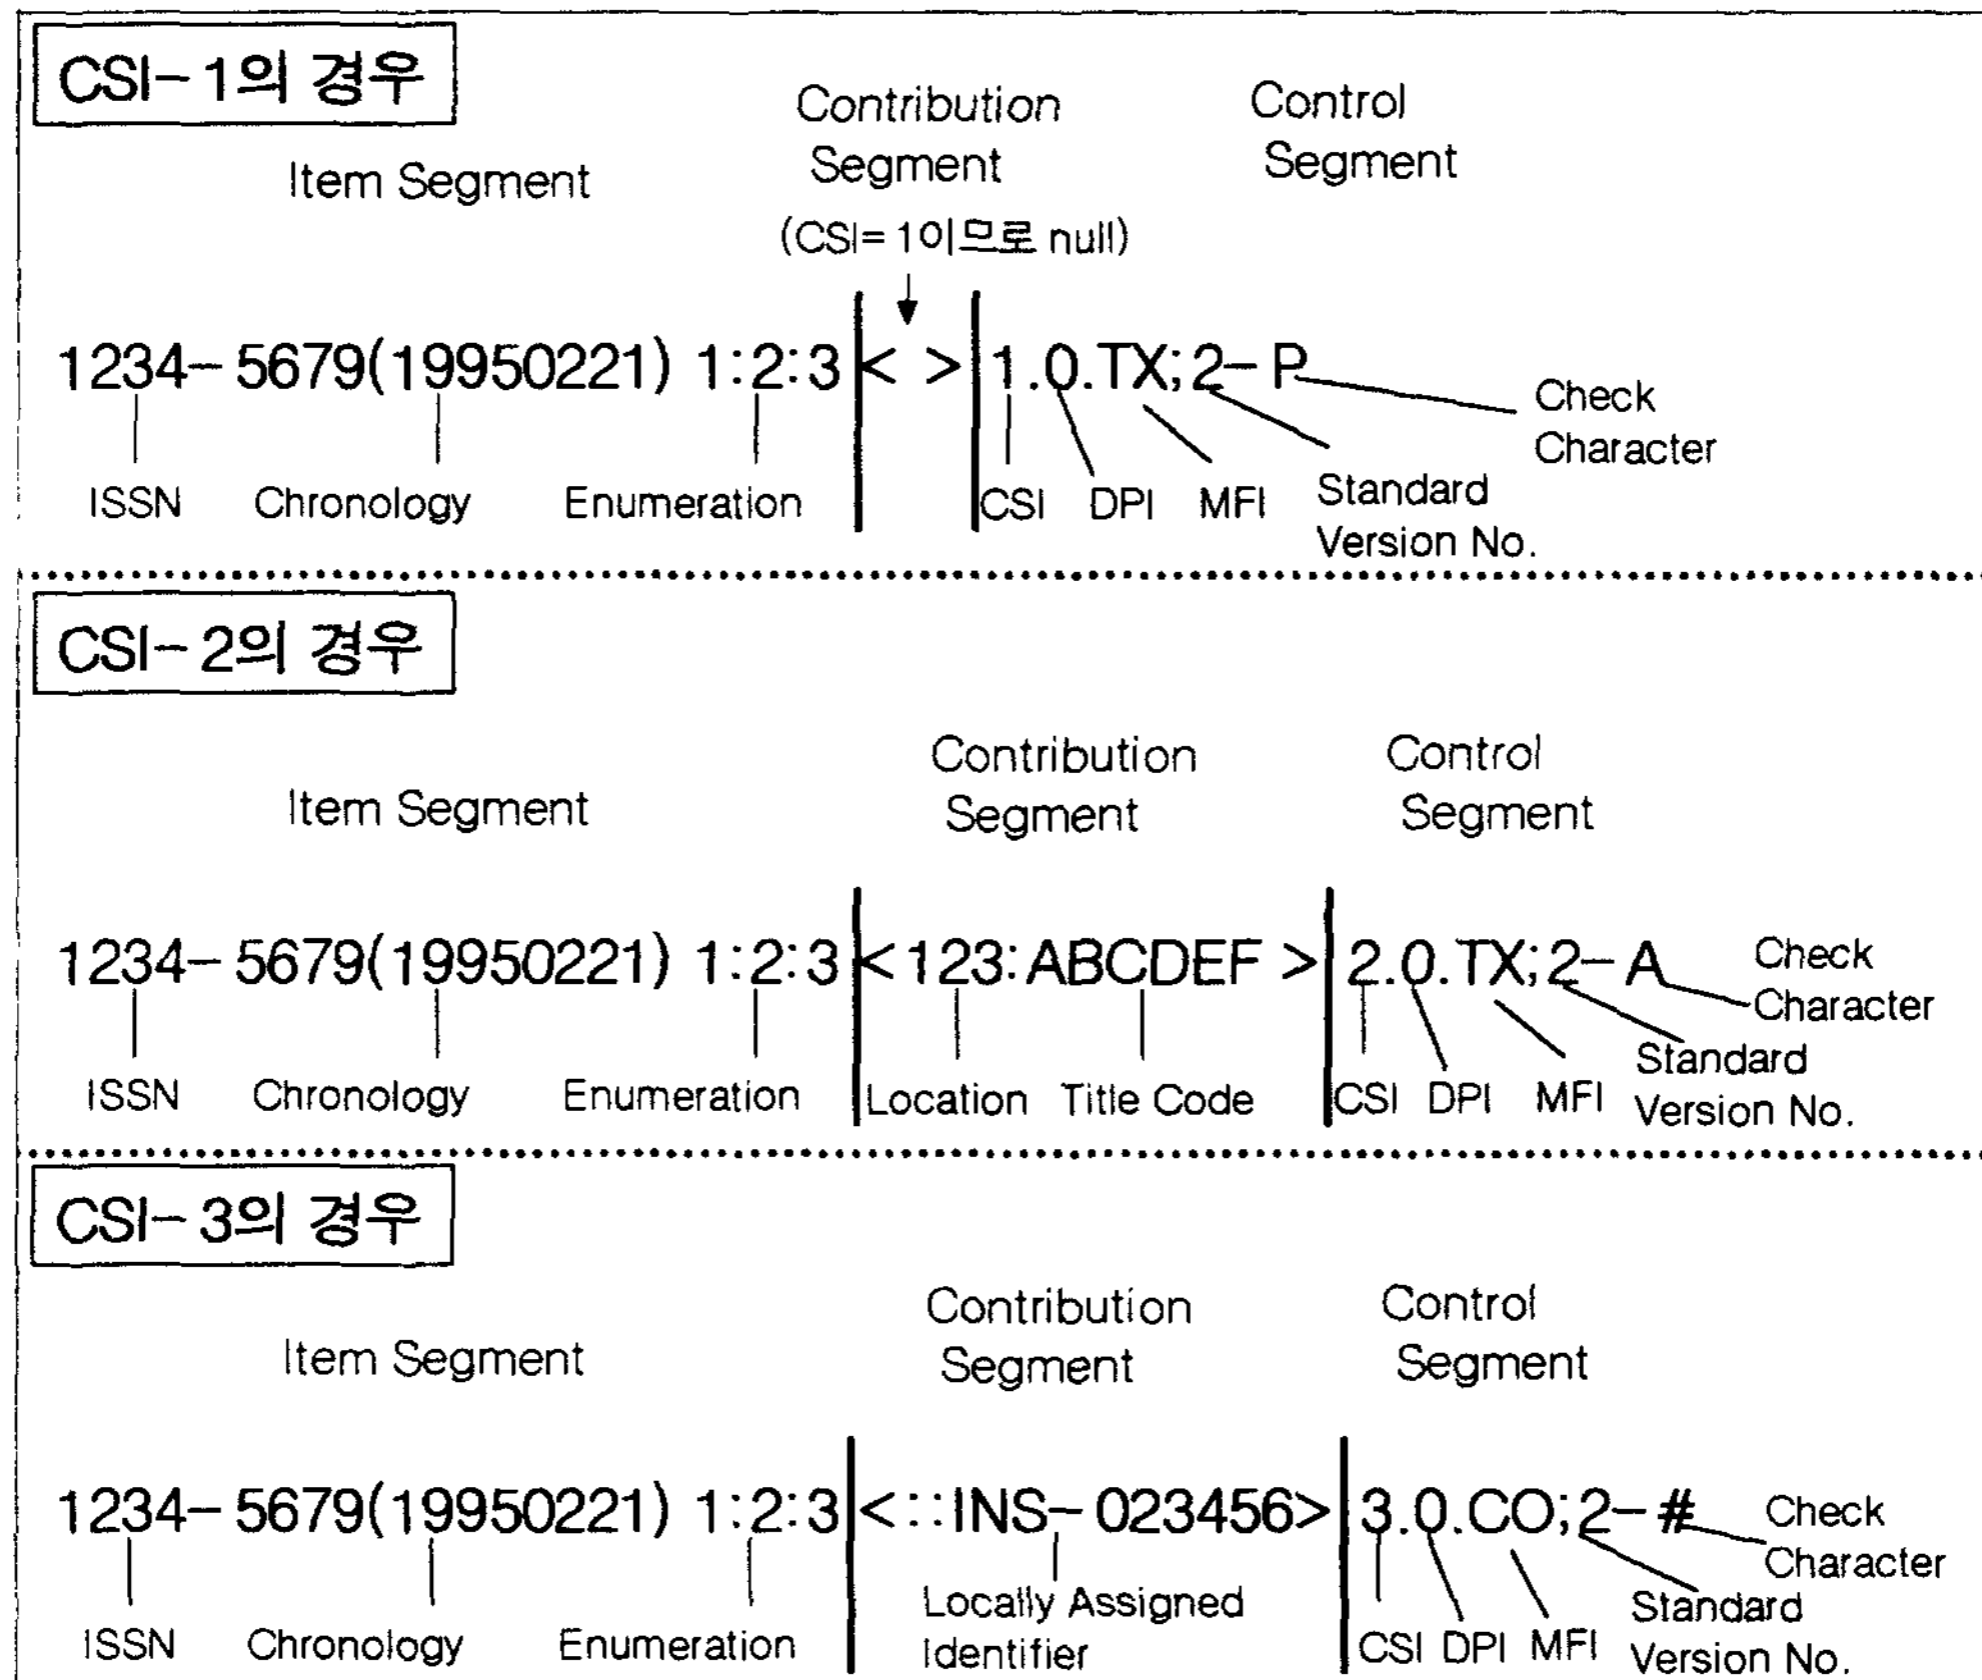 CSI-1의 경우
Contribution Control
Segment Segment
Item Segment
(CSI=1이므로 null)
1234-5679(19950221) 1:2:3 < > 1.0.TX;2-P
Check
Character
ISSN Chronology Enumeration CSI DPI MFI Standard
Version No.
CSI-2의 경우
Contribution Control
Item Segment Segment Segment
1234-5679(19950221) 1:2:3 <123:ABCDEF > 2.0.TX;2-A Check
Character
ISSN Chronology Enumeration Location Title Code CSI DPI MFI Standard
Version No.
CSI-3의 경우
Contribution Control
Item Segment Segment Segment
1234-5679(19950221) 1:2:3 <::INS-023456> 3.0.CO;2-# Check
Character
Locally Assigned Standard
ISSN Chronology Enumeration Identifier CSI DPI MFI Version No.